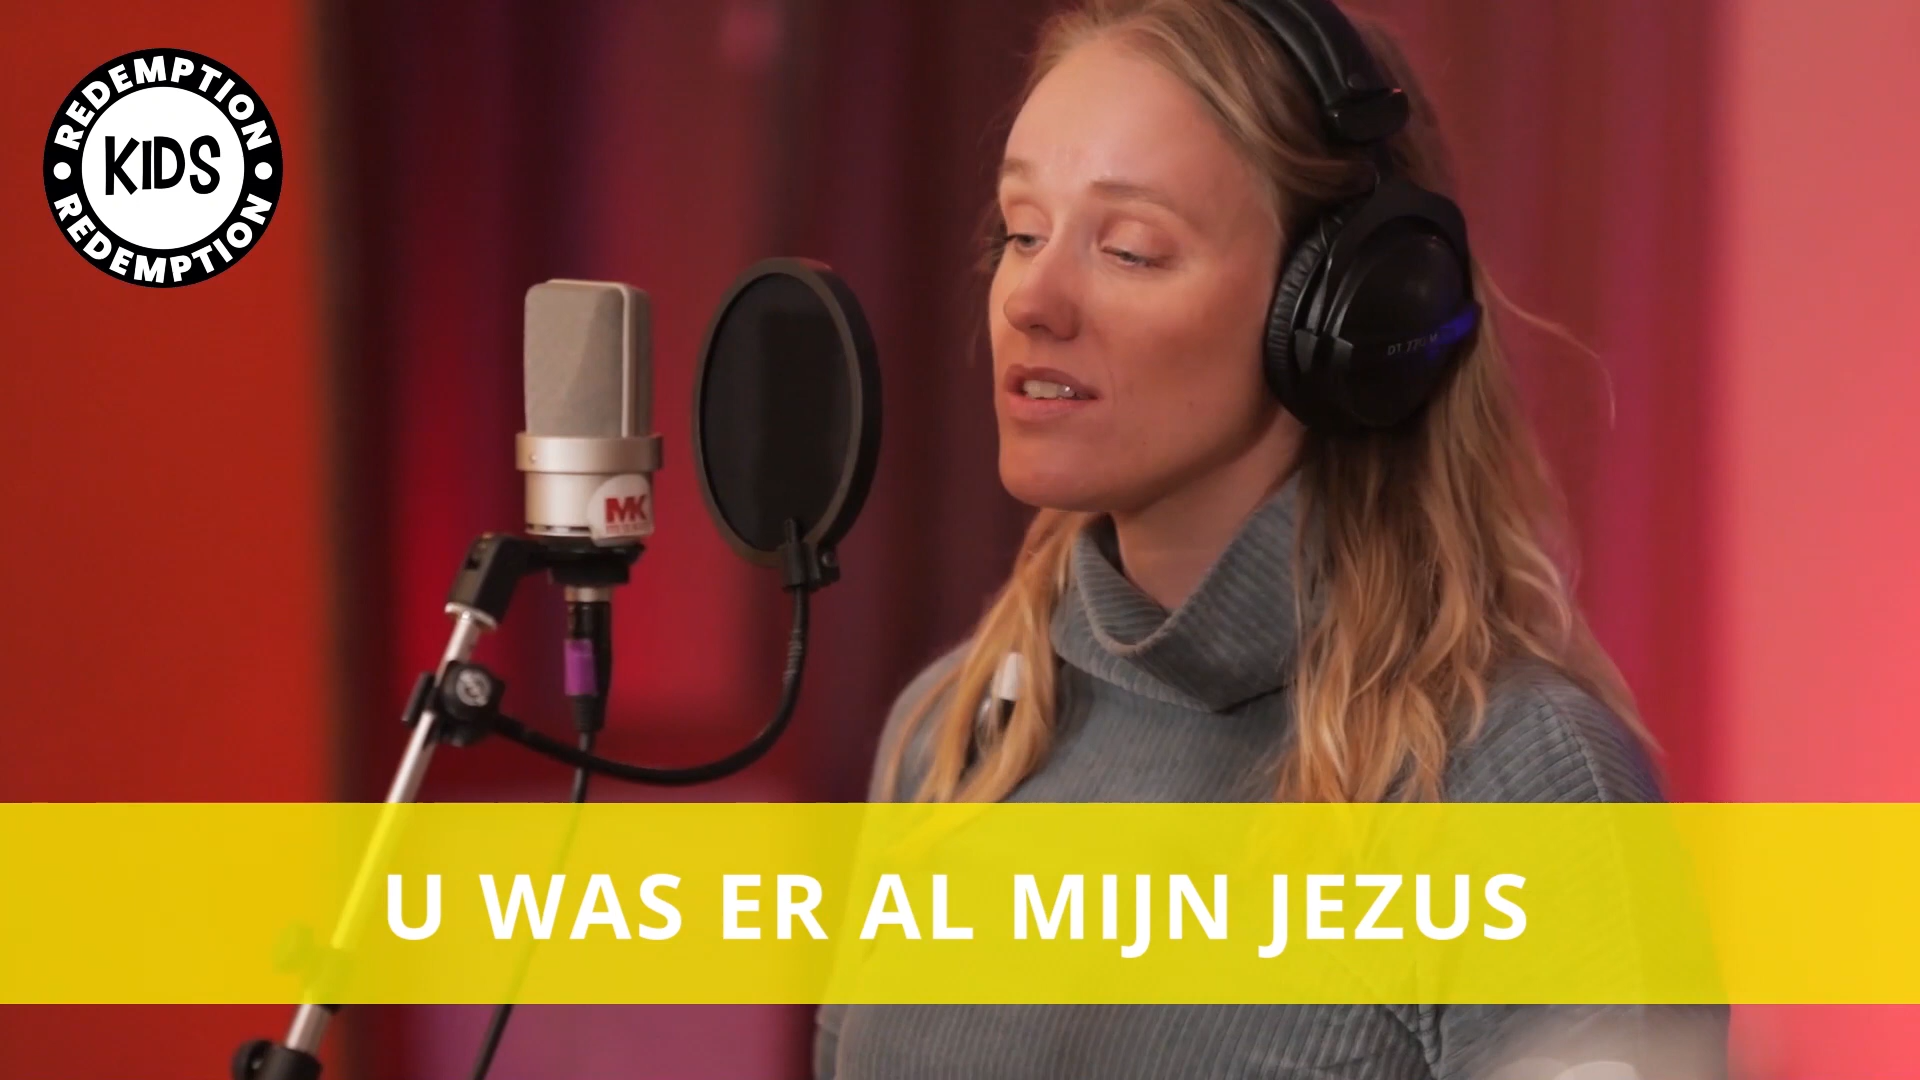 REDEMPTION
KIDS
REDEMPTION
MK
DT 770 M
U WAS ER AL MIJN JEZUS